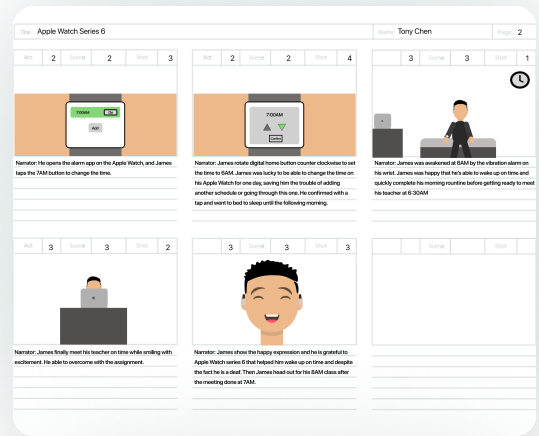 Title Apple Watch Series 6 Name Tony Chen Page: 2
Act 2 Scene 2 Shot 3
7:00AM On
Add
Narrator: He opens the alarm app on the Apple Watch, and James
taps the 7AM button to change the time.
Act 2 Scene 2 Shot 4
7:00AM
Confirm
Narrator: James rotate digital home button counter clockwise to set
the time to 6AM. James was lucky to be able to change the time on
his Apple Watch for one day, saving him the trouble of adding
another schedule or going through this one. He confirmed with a
tap and went to bed to sleep until the following morning.
3 Scene 3 Shot 1
Narrator: James was awakened at 6AM by the vibration alarm on
his wrist. James was happy that he's able to wake up on time and
quickly complete his morning rountine before getting ready to meet
his teacher at 6:30AM
Act 3 Scene 3 Shot 2
Narrator: James finally meet his teacher on time while smiling with
excitement. He able to overcome with the assignment.
3 Scene 3 Shot 3
Narrator: James show the happy expression and he is grateful to
Apple Watch series 6 that helped him wake up on time and despite
the fact he is a deaf. Then James head out for his 8AM class after
the meeting done at 7AM.
Scene Shot